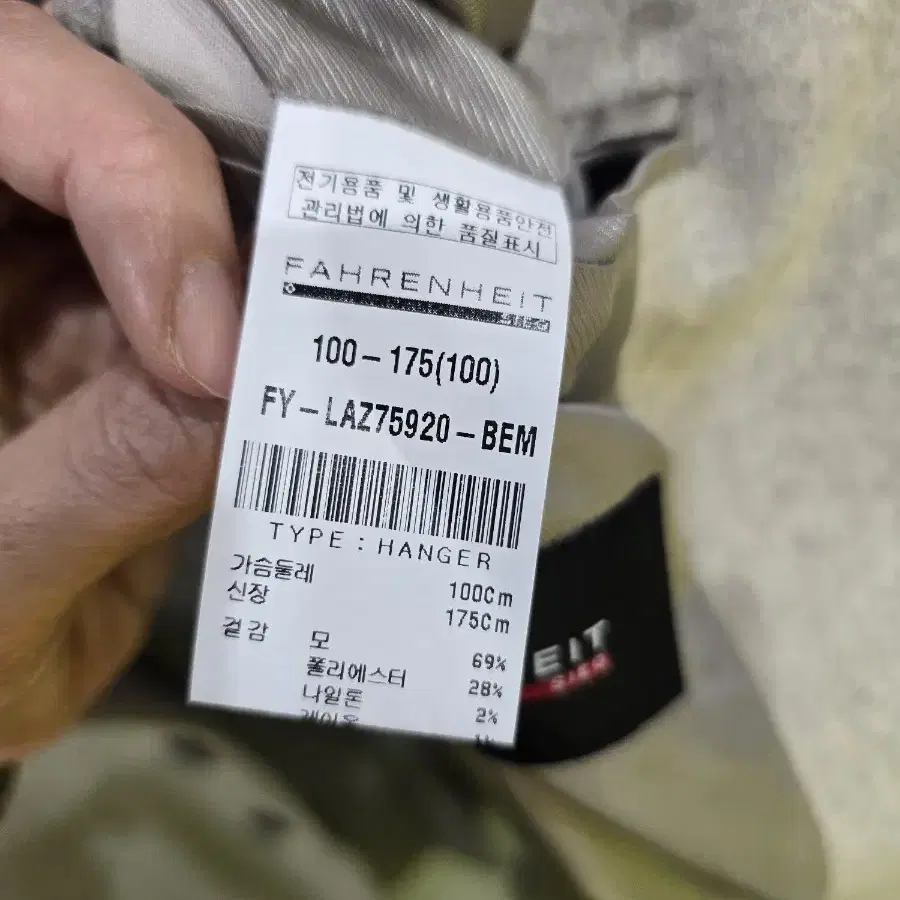 전기용품 및 생활용품안전
관리법에 의한 품질표시
FAHRENHEIT
100-175(100)
FY-LAZ75920-BEM
TYPE : HANGER
가슴둘레 100Cm
신장 175Cm
겉감 모 69%
폴리에스터 28%
나일론 2%
EIT